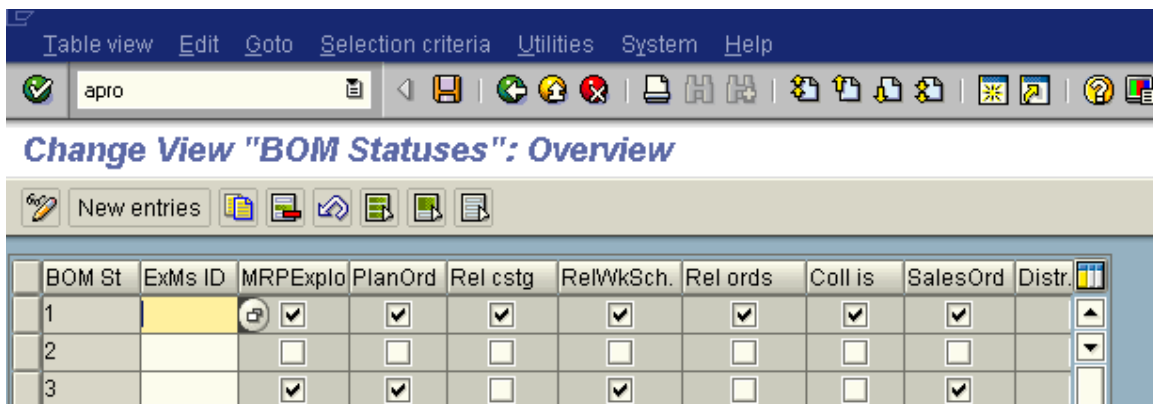 Table view Edit Goto Selection criteria Utilities System Help
apro
Change View "BOM Statuses": Overview
New entries
BOM St ExMs ID MRPExplo PlanOrd Rel cstg RelWkSch. Rel ords Coll is SalesOrd Distr.
1
2
3